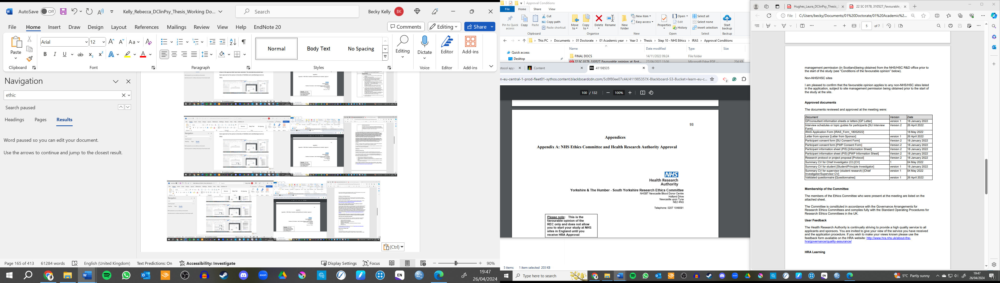 AutoSave Off
Kelly_Rebecca_DClinPsy_Thesis_Working Do...
Search
Becky Kelly BK
File Home Insert Draw Design Layout References Mailings Review View Help EndNote 20
Comments Editing Share
Paste
Arial 12
Normal
Body Text
No Spacing
Editing Dictate Editor Add-ins
Clipboard Font Paragraph Styles Voice Editor Add-ins
Navigation
ethic
Search paused
Headings Pages Results
Word paused so you can edit your document.
Use the arrows to continue and jump to the closest result.
(Ctrl)
Page 165 of 413 61284 words English (United Kingdom) Text Predictions: On Accessibility: Investigate Display Settings Focus 90%
19:47
26/04/2024
Approval Conditions
File Home Share View
Pin to Quick access Copy Paste Cut Copy path Paste shortcut
Move to Copy to Delete Rename New folder New item Easy access
Properties Open Edit History Select all Select none Invert selection Start backup
Clipboard Organise New Open Select Backup
This PC > Documents > 01 Doctorate > 01 Academic year > Year 3 > Thesis > Step 10 - NHS Ethics > IRAS > Approval Conditions
Quick access
Desktop
Name Date modified Type Size
FINAL DOCS 14/11/2022 09:24 File folder
22 SC 0178, 310527_Favourable_opinion_at_first... 27/06/2022 13:06 Microsoft Edge PDF ... 204 KB
Content
41198535
n-eu-central-1-prod-fleet01-xythos.content.blackboardcdn.com/5c8f80ee07c44/41198535?X-Blackboard-S3-Bucket=learn-eu-c...
100 / 132 100%
93
Appendices
Appendix A: NHS Ethics Committee and Health Research Authority Approval
NHS
Health Research
Authority
Yorkshire & The Humber - South Yorkshire Research Ethics Committee
NHSBT Newcastle Blood Donor Centre
Holland Drive
Newcastle upon Tyne
NE2 4NQ
Telephone: 0207 1048091
Please note: This is the
favourable opinion of the
REC only and does not allow
you to start your study at NHS
sites in England until you
receive HRA Approval
5 items 1 item selected 203 KB
Type here to search
5°C Partly sunny
19:47
26/04/2024
Hughes_Laura_DClinPsy_Thesis_2
22 SC 0178, 310527_Favourable_
File C:/Users/becky/Documents/01%20Doctorate/01%20Academic%2...
5 of 7
management permission (in Scotland)being obtained from the NHS/HSC R&D office prior to
the start of the study (see "Conditions of the favourable opinion" below).
Non-NHS/HSC sites
I am pleased to confirm that the favourable opinion applies to any non-NHS/HSC sites listed
in the application, subject to site management permission being obtained prior to the start of
the study at the site.
Approved documents
The documents reviewed and approved at the meeting were:
Document Version Date
GP/consultant information sheets or letters [GP Letter] version 1 18 January 2022
Interview schedules or topic guides for participants [SU Interview Form] Version 2 26 April 2022
IRAS Application Form [IRAS_Form_18052022] 18 May 2022
Letter from sponsor [Letter from Sponsor] version 1 26 April 2022
Participant consent form [SU Consent Form] Version 2 18 January 2022
Participant consent form [PWP Consent Form] Version 2 18 January 2022
Participant information sheet (PIS) [Information Sheet] Version 2 18 January 2022
Participant information sheet (PIS) [PWP Information Sheet] Version 2 18 January 2022
Research protocol or project proposal [Protocol] Version 2 18 January 2022
Summary CV for Chief Investigator (CI) [CV] 1 04 May 2022
Summary CV for student [Student/Principle Investigator] version 1 18 January 2022
Summary CV for supervisor (student research) [Chief Investigator/Supervisor CV] version 1 04 May 2022
Validated questionnaire [Questionnaires] version 1 26 April 2022
Membership of the Committee
The members of the Ethics Committee who were present at the meeting are listed on the
attached sheet.
The Committee is constituted in accordance with the Governance Arrangements for
Research Ethics Committees and complies fully with the Standard Operating Procedures for
Research Ethics Committees in the UK.
User Feedback
The Health Research Authority is continually striving to provide a high quality service to all
applicants and sponsors. You are invited to give your view of the service you have received
and the application procedure. If you wish to make your views known please use the
feedback form available on the HRA website: http://www.hra.nhs.uk/about-the-
hra/governance/quality-assurance/
HRA Learning